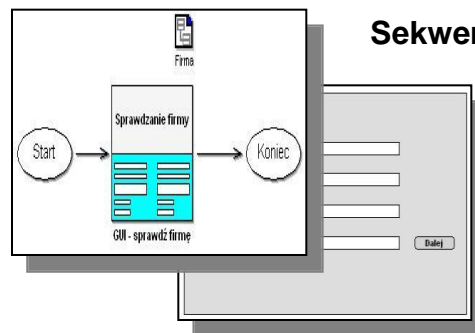 Sekwen
Firma
Sprawdzanie firmy
Start
Koniec
GUI - sprawdź firmę
Dalej